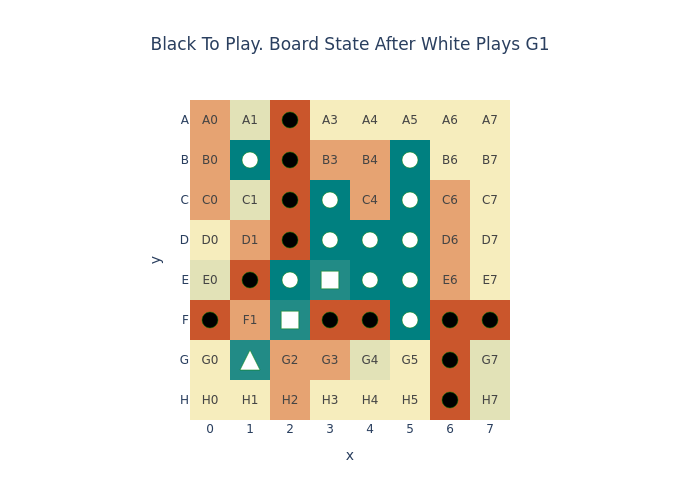 Black To Play. Board State After White Plays G1
A A0 A1 A3 A4 A5 A6 A7
B B0 B3 B4 B6 B7
C C0 C1 C4 C6 C7
D D0 D1 D6 D7
E E0 E6 E7
F F1
G G0 G2 G3 G4 G5 G7
H H0 H1 H2 H3 H4 H5 H7
0 1 2 3 4 5 6 7
x
y